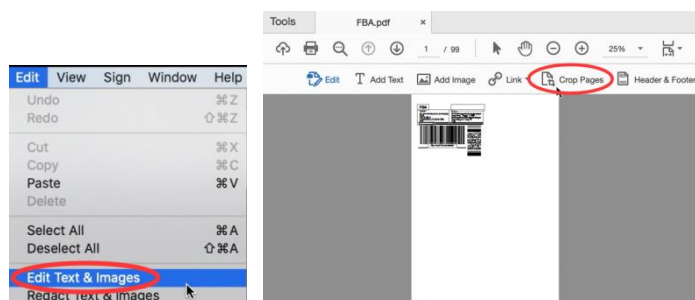 Edit View Sign Window Help
Undo ⌘Z
Redo ⇧⌘Z
Cut ⌘X
Copy ⌘C
Paste ⌘V
Delete
Select All ⌘A
Deselect All ⇧⌘A
Edit Text & Images
Redact Text & Images
Tools FBA.pdf ×
1 / 99 25%
Edit Add Text Add Image Link Crop Pages Header & Footer
FBA